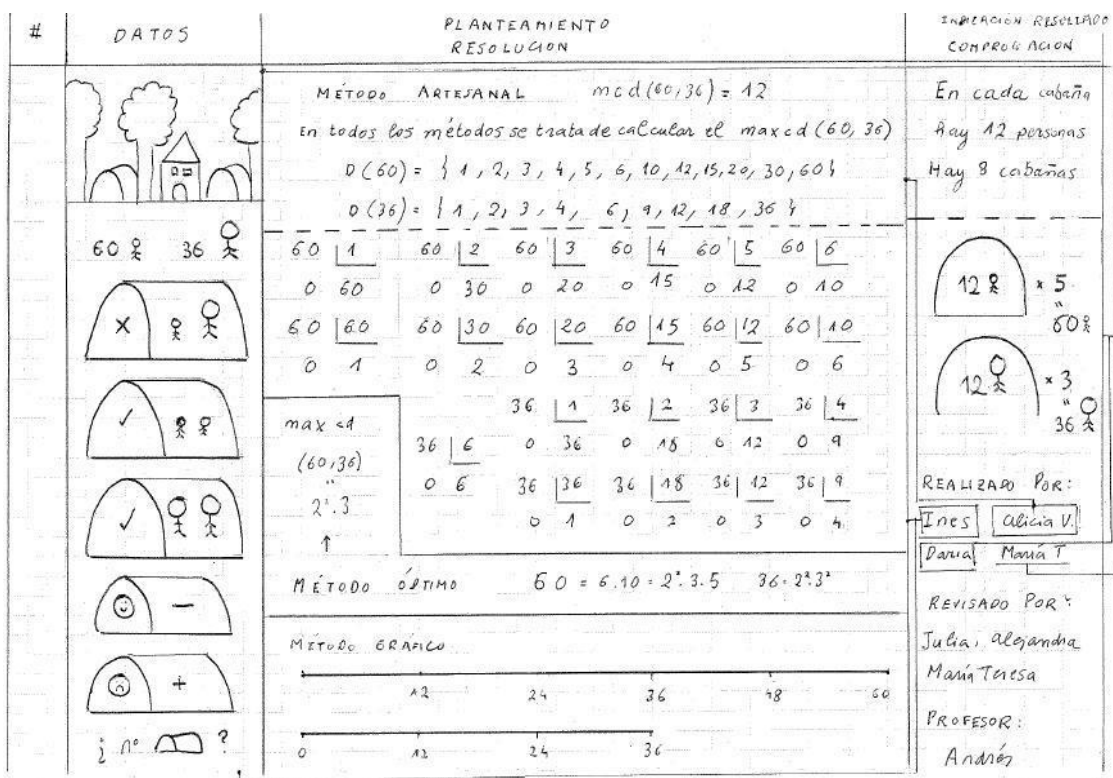 #
DATOS
PLANTEAMIENTO
RESOLUCION
INDICACIÓN RESULTADO
COMPROBACION
60 36
X
✓
✓
-
+
¿ nº ?
METODO ARTESANAL mcd(60,36) = 12
En todos los métodos se trata de calcular el maxcd (60, 36)
D(60) = { 1, 2, 3, 4, 5, 6, 10, 12, 15, 20, 30, 60 }
D(36) = { 1, 2, 3, 4, 6, 9, 12, 18, 36 }
60 |1 60 |2 60 |3 60 |4 60 |5 60 |6
0 60 0 30 0 20 0 15 0 12 0 10
60 |60 60 |30 60 |20 60 |15 60 |12 60 |10
0 1 0 2 0 3 0 4 0 5 0 6
36 |1 36 |2 36 |3 36 |4
36 |6 0 36 0 18 0 12 0 9
0 6 36 |36 36 |18 36 |12 36 |9
0 1 0 2 0 3 0 4
max cd
(60,36)
"
2².3
↑
MÉTODO ÓPTIMO 60 = 6.10 = 2².3.5 36 = 2².3²
MÉTODO GRÁFICO
12 24 36 48 60
0 12 24 36
En cada cabaña
hay 12 personas
Hay 8 cabañas
12 x 5
"
60
12 x 3
"
36
REALIZADO POR:
Ines Alicia V.
Daria María T
REVISADO POR:
Julia, Alejandra
María Teresa
PROFESOR:
Andrés